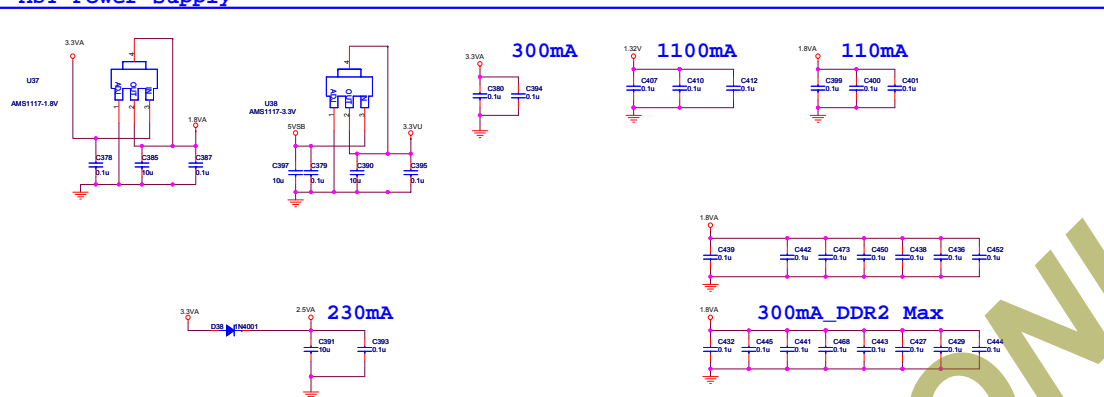 3.3VA
4
U37
AMS1117-1.8V
ADJ
OUT
IN
1
2
3
1.8VA
C378
0.1u
C385
10u
C387
0.1u
4
U38
AMS1117-3.3V
ADJ
OUT
IN
1
2
3
5VSB
3.3VU
C397
10u
C379
0.1u
C390
10u
C395
0.1u
3.3VA
300mA
C380
0.1u
C394
0.1u
1.32V
1100mA
C407
0.1u
C410
0.1u
C412
0.1u
1.8VA
110mA
C399
0.1u
C400
0.1u
C401
0.1u
1.8VA
C439
0.1u
C442
0.1u
C473
0.1u
C450
0.1u
C438
0.1u
C436
0.1u
C452
0.1u
3.3VA
D38
1N4001
2.5VA
230mA
C391
10u
C393
0.1u
1.8VA
300mA_DDR2 Max
C432
0.1u
C445
0.1u
C441
0.1u
C468
0.1u
C443
0.1u
C427
0.1u
C429
0.1u
C444
0.1u